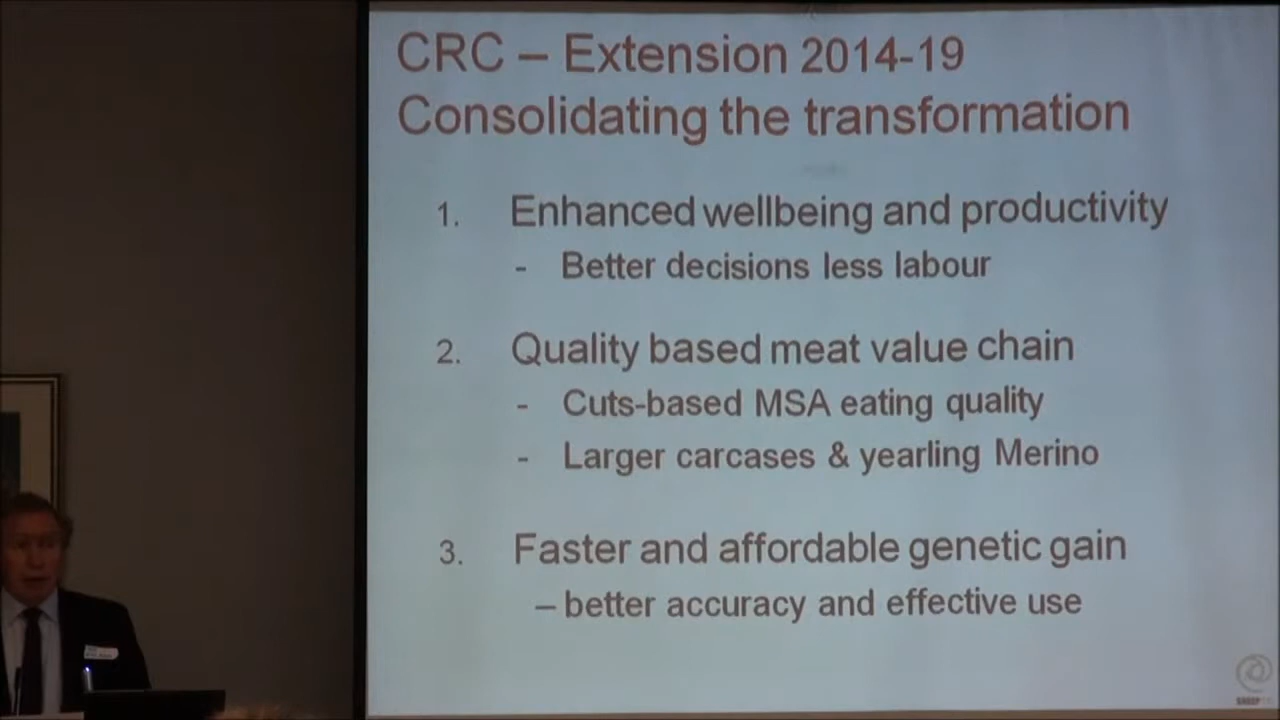 CRC – Extension 2014-19
Consolidating the transformation
1. Enhanced wellbeing and productivity
- Better decisions less labour
2. Quality based meat value chain
- Cuts-based MSA eating quality
- Larger carcases & yearling Merino
3. Faster and affordable genetic gain
– better accuracy and effective use
SHEEP